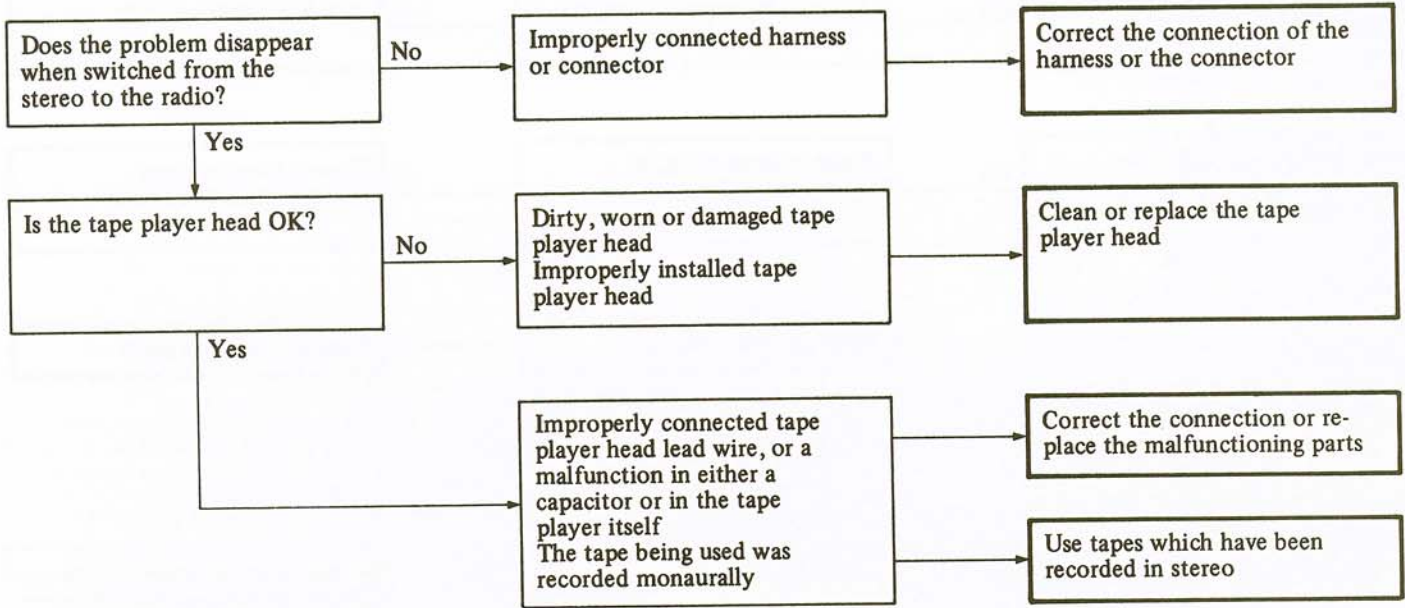 Does the problem disappear
when switched from the
stereo to the radio?
No
Improperly connected harness
or connector
Correct the connection of the
harness or the connector
Yes
Is the tape player head OK?
No
Dirty, worn or damaged tape
player head
Improperly installed tape
player head
Clean or replace the tape
player head
Yes
Improperly connected tape
player head lead wire, or a
malfunction in either a
capacitor or in the tape
player itself
The tape being used was
recorded monaurally
Correct the connection or re-
place the malfunctioning parts
Use tapes which have been
recorded in stereo